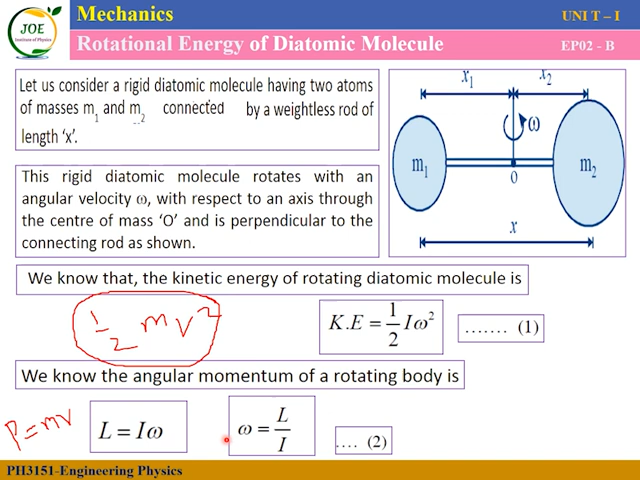 JOE
Institute of Physics
Mechanics
UNI T – I
Rotational Energy of Diatomic Molecule
EP02 - B
Let us consider a rigid diatomic molecule having two atoms
of masses m₁ and m₂ connected by a weightless rod of
length ‘x’.
This rigid diatomic molecule rotates with an
angular velocity ω, with respect to an axis through
the centre of mass ‘O’ and is perpendicular to the
connecting rod as shown.
x₁ x₂
ω
m₁ O m₂
x
We know that, the kinetic energy of rotating diatomic molecule is
1/2 mv²
K.E = 1/2 Iω² ....... (1)
We know the angular momentum of a rotating body is
P=mv
L = Iω
ω = L/I
.... (2)
PH3151-Engineering Physics